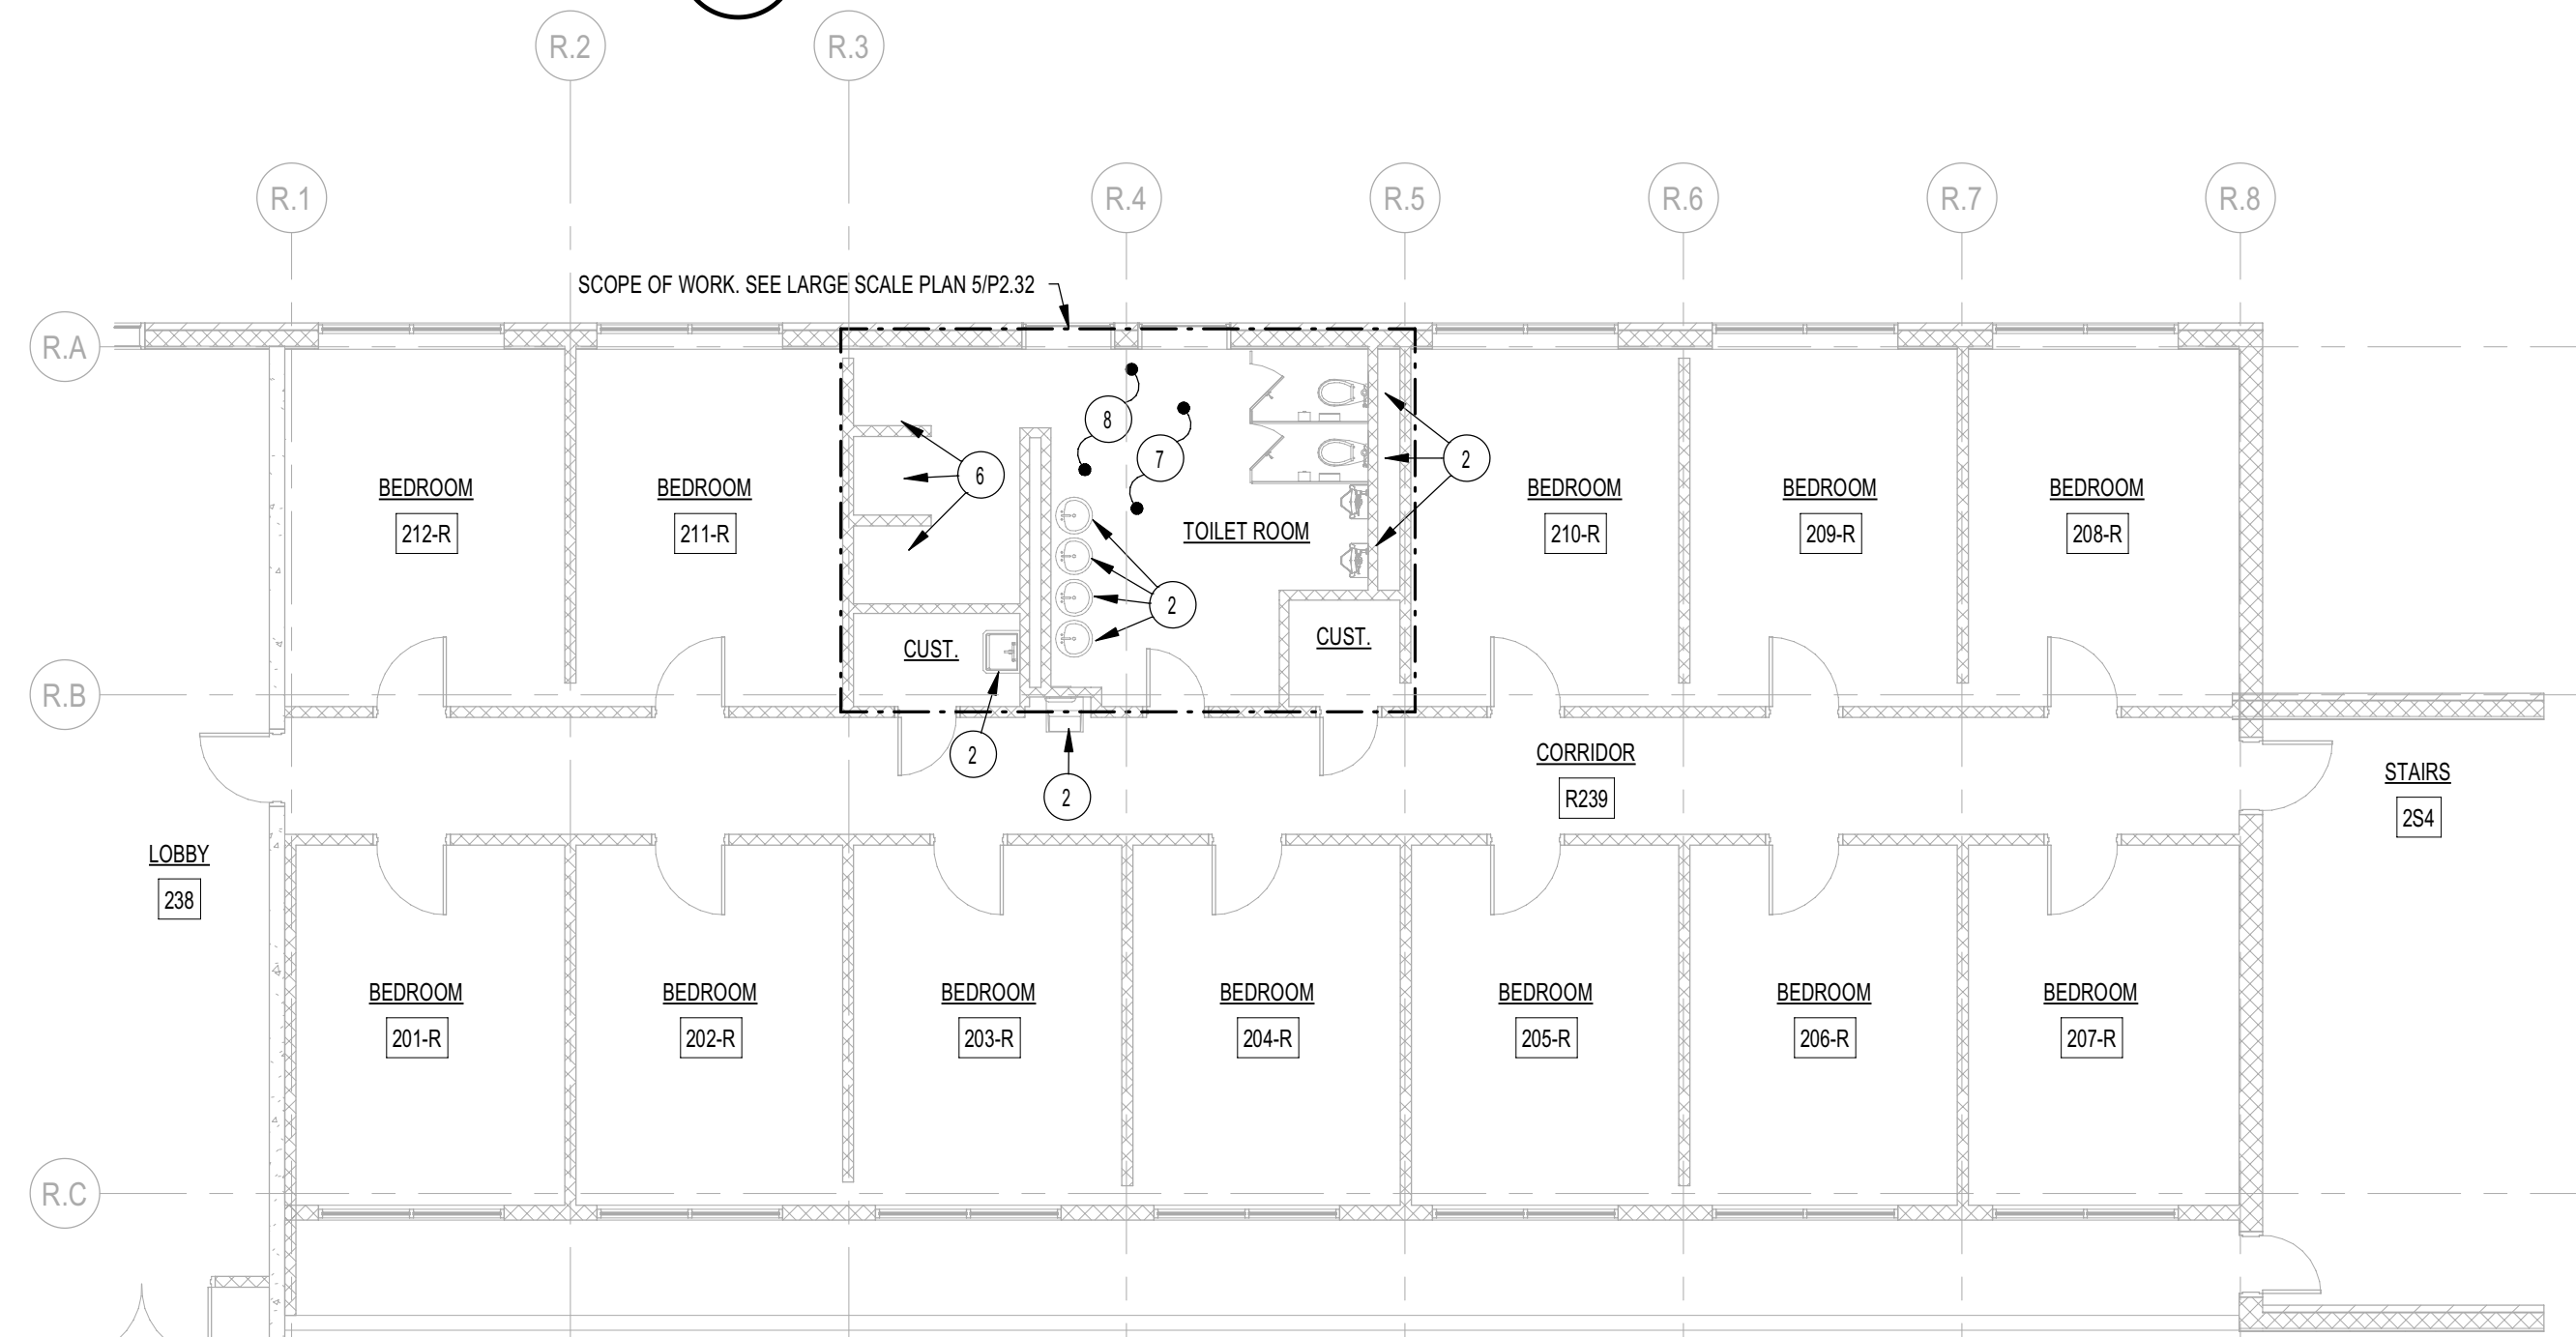 R.2
R.3
R.1
R.4
R.5
R.6
R.7
R.8
SCOPE OF WORK. SEE LARGE SCALE PLAN 5/P2.32
R.A
8
7
6
2
BEDROOM
212-R
BEDROOM
211-R
TOILET ROOM
BEDROOM
210-R
BEDROOM
209-R
BEDROOM
208-R
2
CUST.
CUST.
R.B
2
2
CORRIDOR
R239
STAIRS
2S4
LOBBY
238
BEDROOM
201-R
BEDROOM
202-R
BEDROOM
203-R
BEDROOM
204-R
BEDROOM
205-R
BEDROOM
206-R
BEDROOM
207-R
R.C